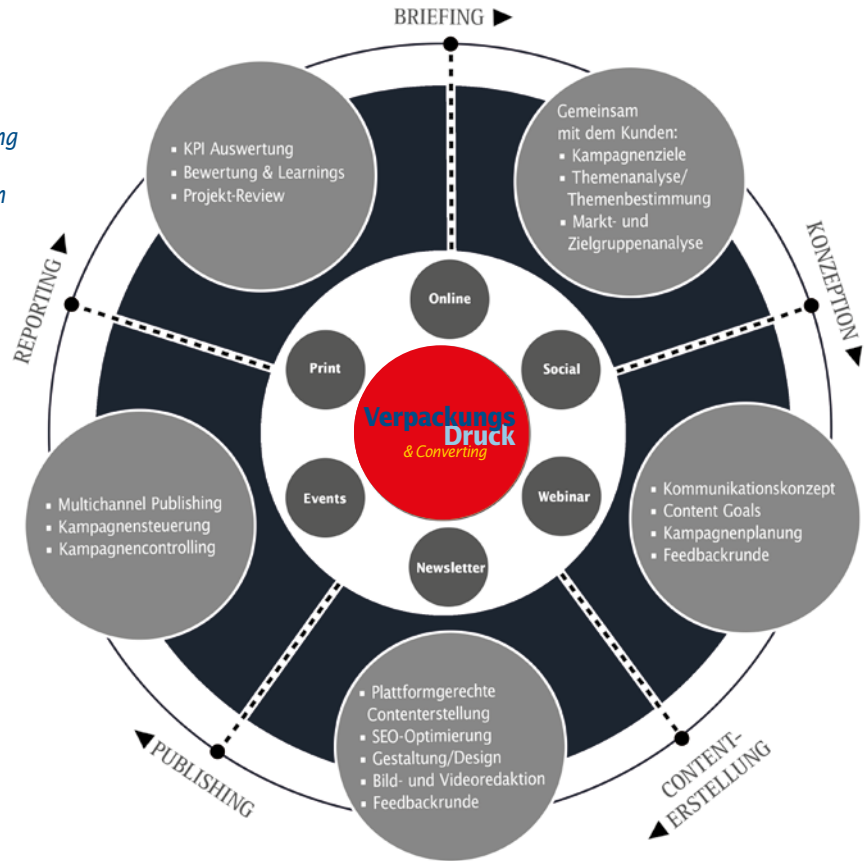 BRIEFING
Gemeinsam
mit dem Kunden:
▪ Kampagnenziele
▪ Themenanalyse/
Themenbestimmung
▪ Markt- und
Zielgruppenanalyse
KONZEPTION
▪ Kommunikationskonzept
▪ Content Goals
▪ Kampagnenplanung
▪ Feedbackrunde
CONTENT-
ERSTELLUNG
▪ Plattformgerechte
Contenterstellung
▪ SEO-Optimierung
▪ Gestaltung/Design
▪ Bild- und Videoredaktion
▪ Feedbackrunde
PUBLISHING
▪ Multichannel Publishing
▪ Kampagnensteuerung
▪ Kampagnencontrolling
REPORTING
▪ KPI Auswertung
▪ Bewertung & Learnings
▪ Projekt-Review
Online
Social
Webinar
Newsletter
Events
Print
Verpackungs
Druck
& Converting